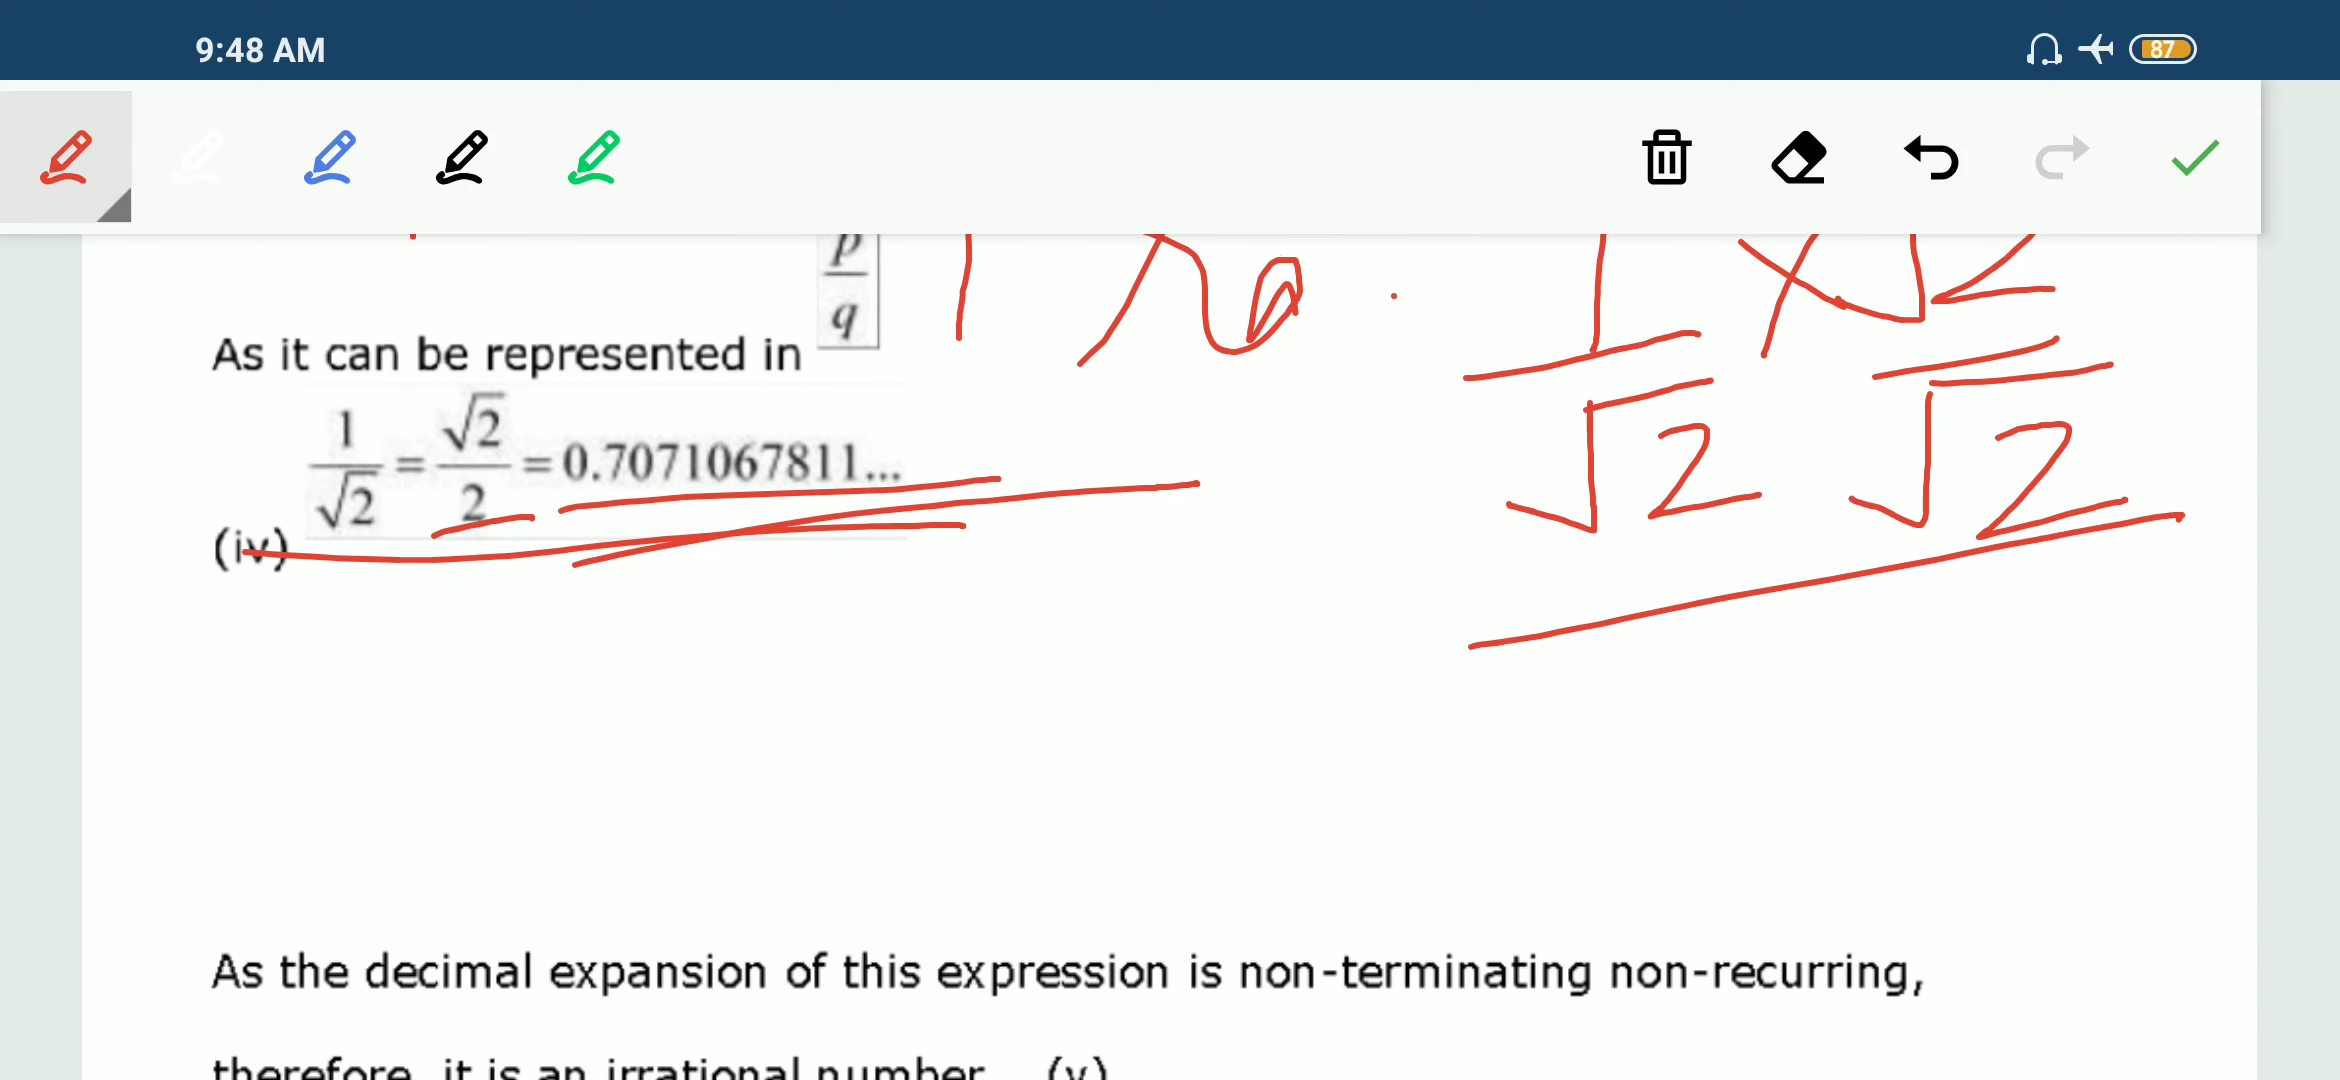 9:48 AM
87
p
q
As it can be represented in
1/√2 = √2/2 = 0.7071067811...
(iv)
1 × √2
√2 √2
As the decimal expansion of this expression is non-terminating non-recurring,
therefore, it is an irrational number. (v)